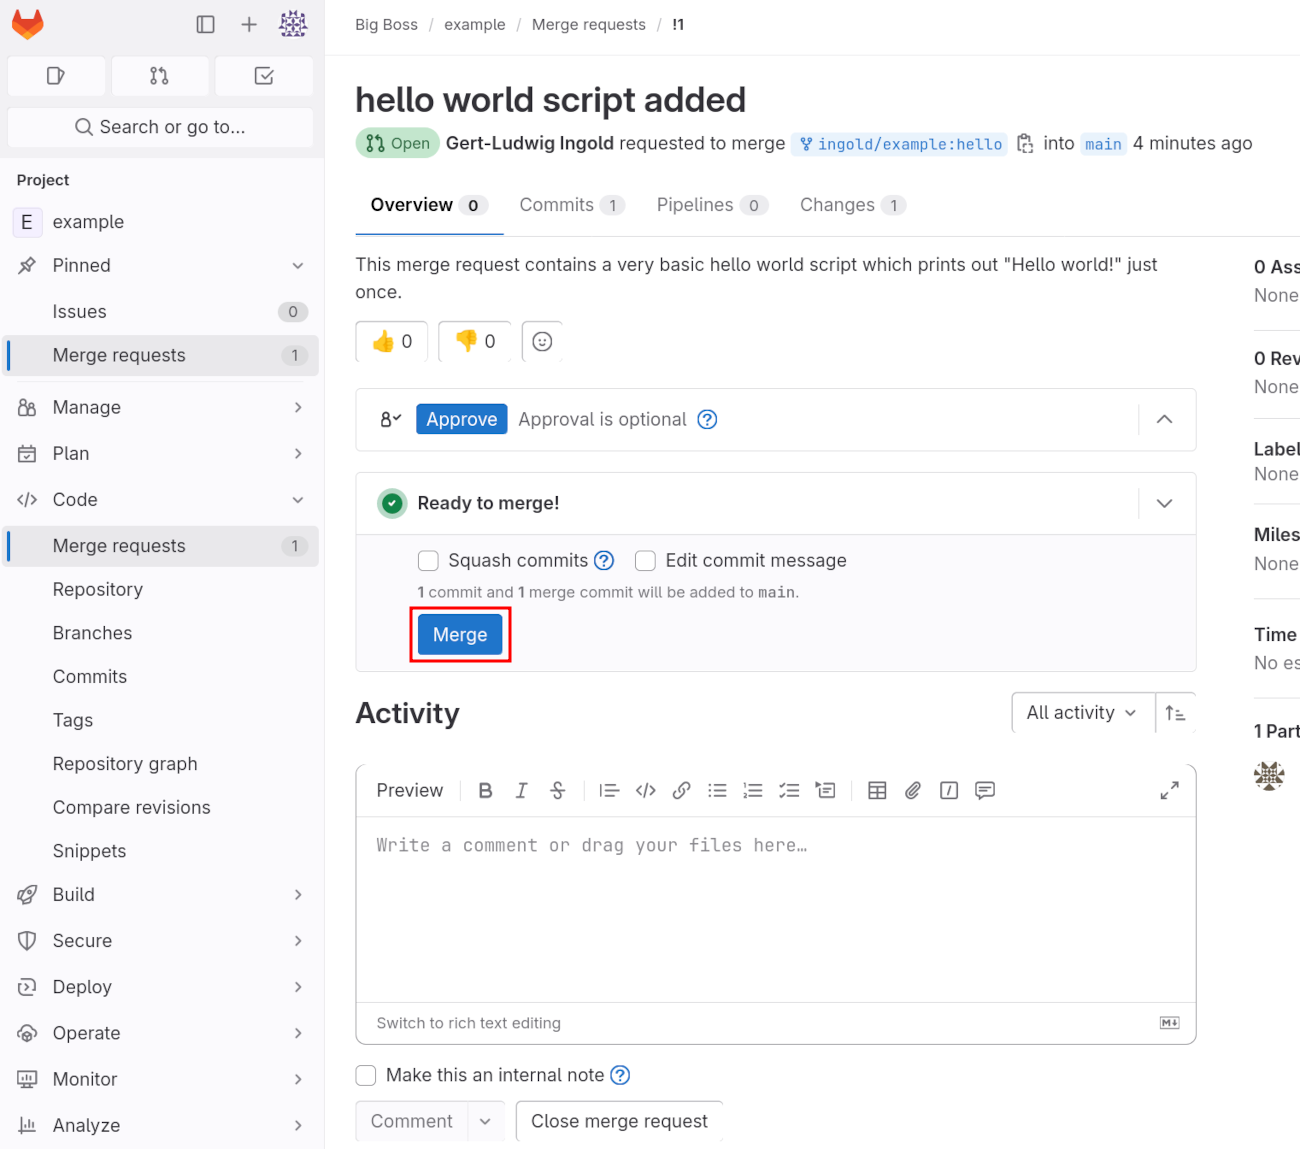 Search or go to...
Project
E example
Pinned
Issues 0
Merge requests 1
Manage
Plan
Code
Merge requests 1
Repository
Branches
Commits
Tags
Repository graph
Compare revisions
Snippets
Build
Secure
Deploy
Operate
Monitor
Analyze
Big Boss / example / Merge requests / !1
hello world script added
Open Gert-Ludwig Ingold requested to merge ingold/example:hello into main 4 minutes ago
Overview 0 Commits 1 Pipelines 0 Changes 1
This merge request contains a very basic hello world script which prints out "Hello world!" just
once.
0 0
Approve Approval is optional
Ready to merge!
Squash commits Edit commit message
1 commit and 1 merge commit will be added to main.
Merge
Activity
All activity
Preview
Write a comment or drag your files here…
Switch to rich text editing
Make this an internal note
Comment Close merge request
0 Ass
None
0 Rev
None
Label
None
Miles
None
Time
No es
1 Part